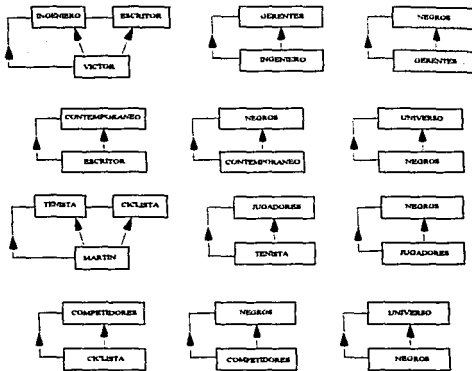 INGENIERO ESCRITOR GERENTES NEGROS
VICTOR INGENIERO GERENTES
CONTEMPORANEO NEGROS UNIVERSO
ESCRITOR CONTEMPORANEO NEGROS
TENISTA CICLISTA JUGADORES NEGROS
MARTIN TENISTA JUGADORES
COMPETIDORES NEGROS UNIVERSO
CICLISTA COMPETIDORES NEGROS